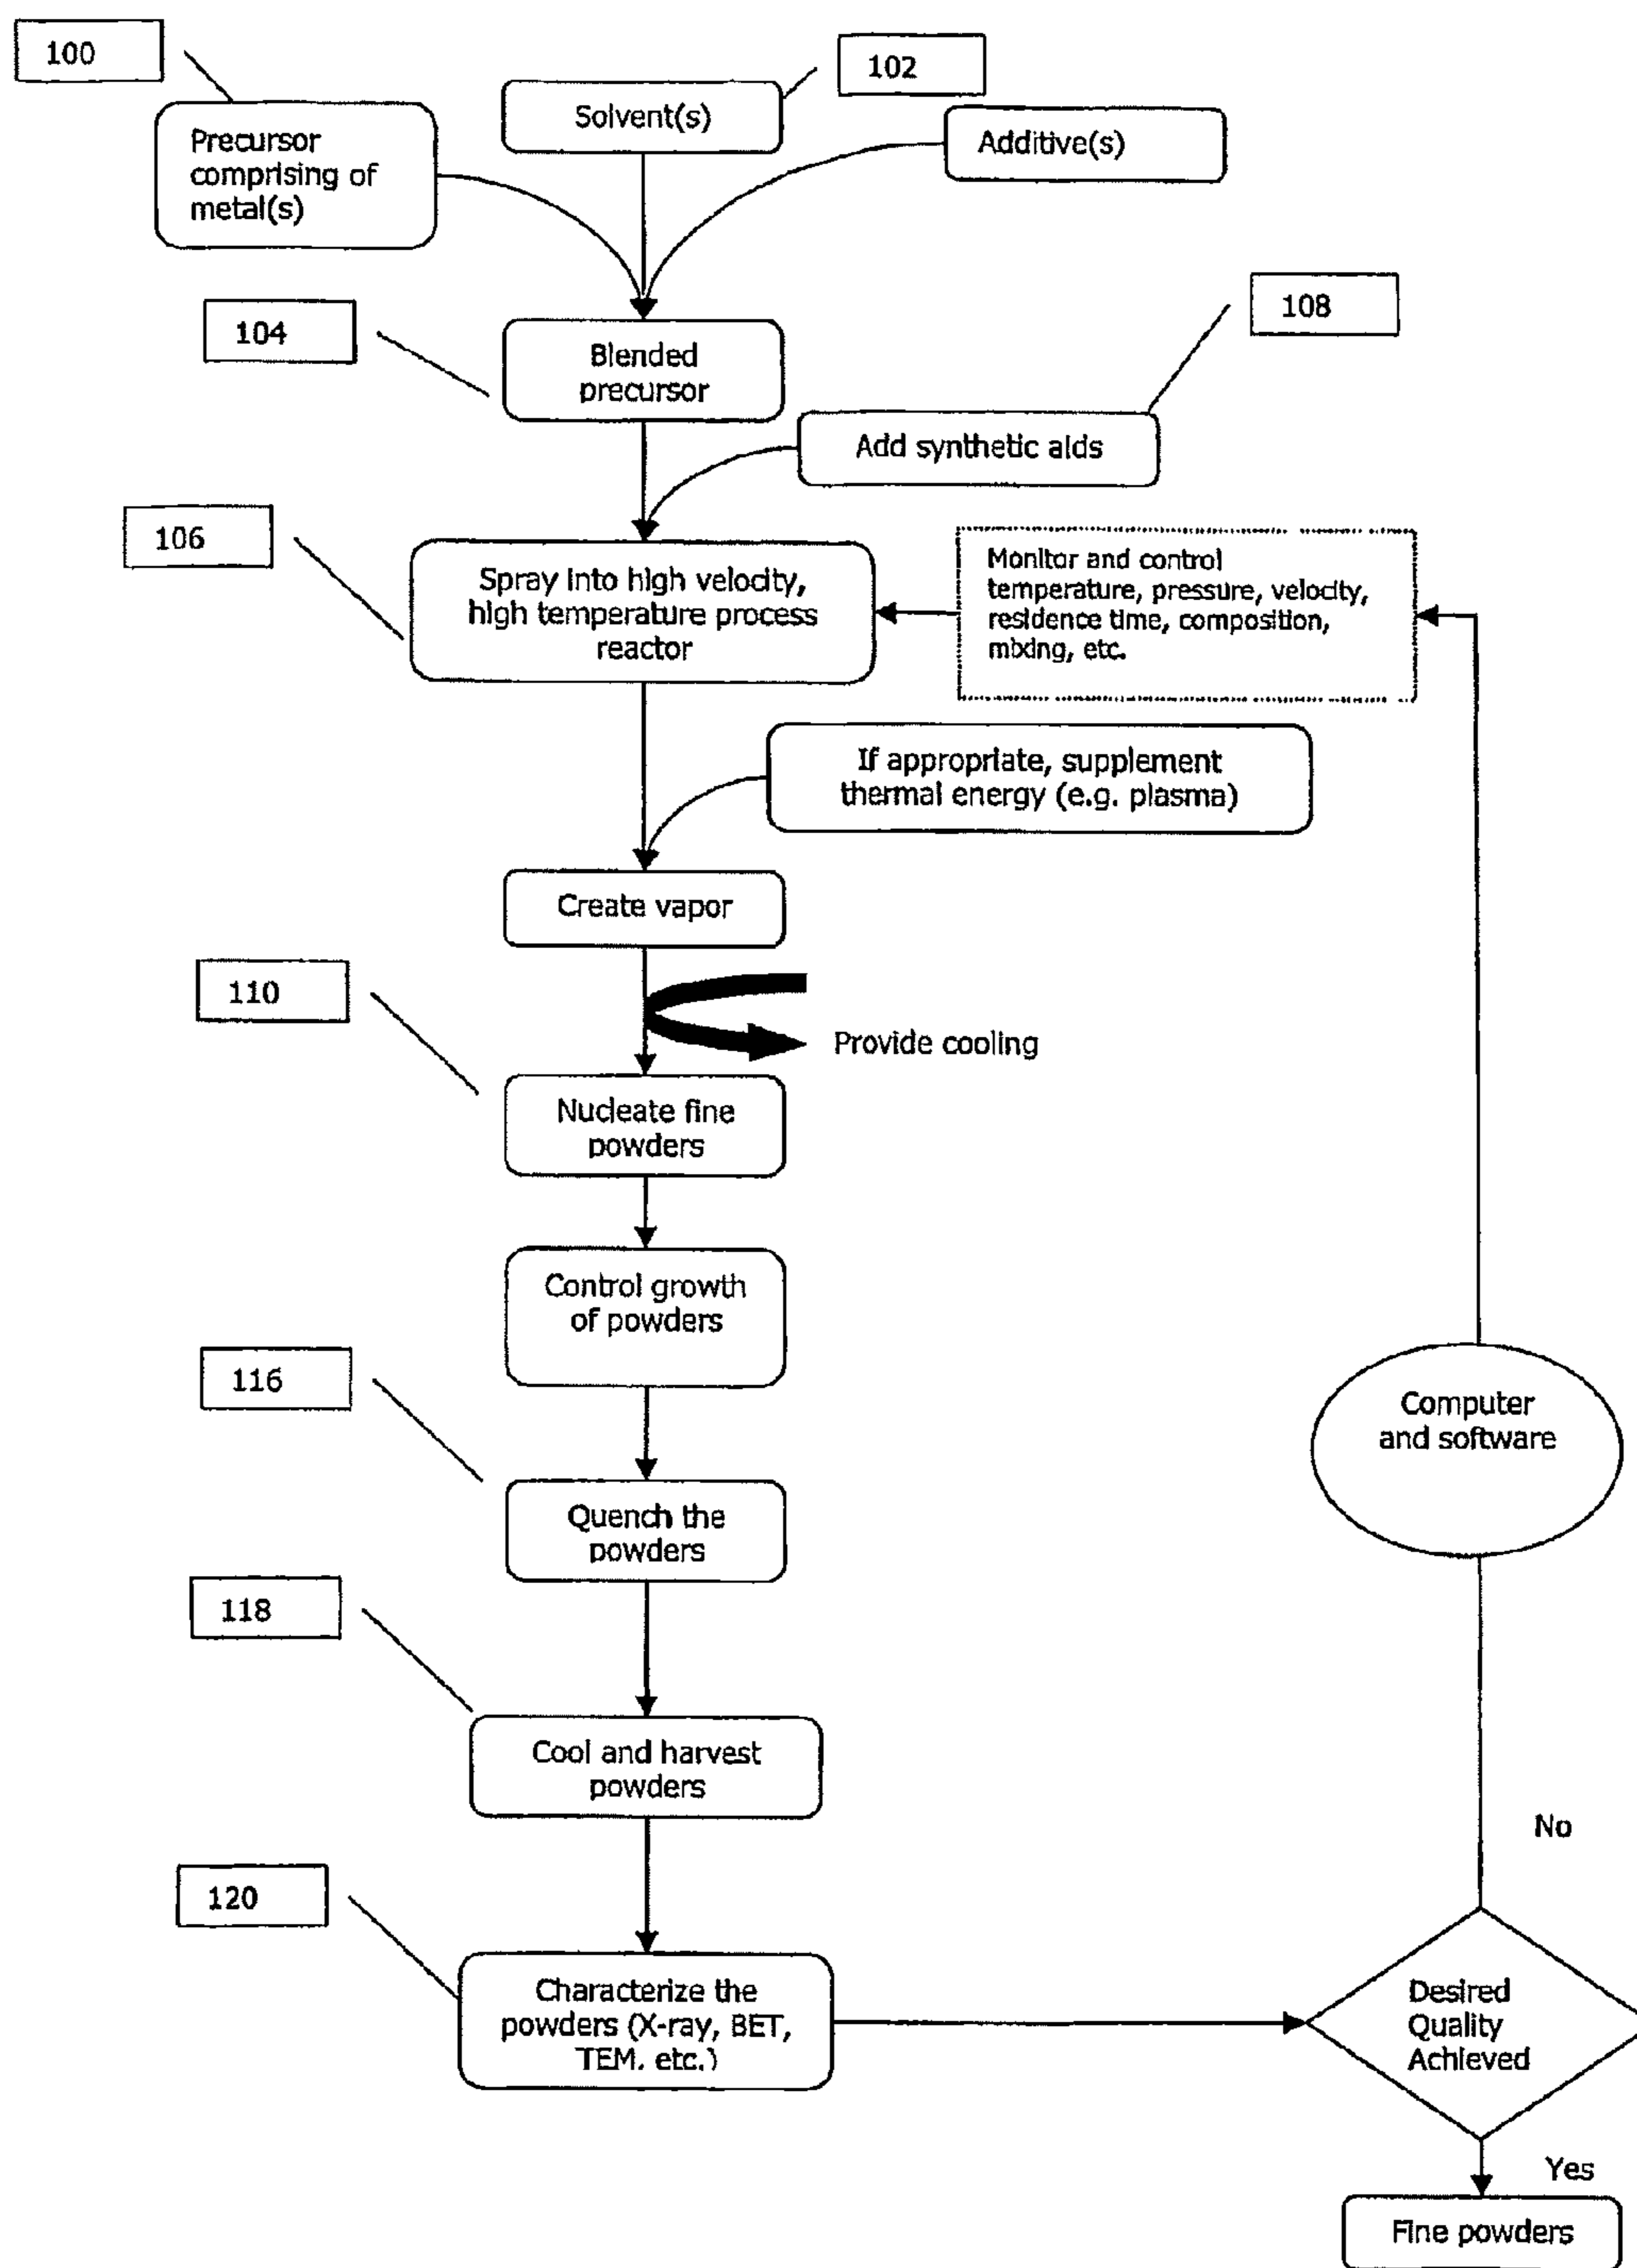 100
102
Solvent(s)
Additive(s)
Precursor
comprising of
metal(s)
104
108
Blended
precursor
Add synthetic aids
106
Spray into high velocity,
high temperature process
reactor
Monitor and control
temperature, pressure, velocity,
residence time, composition,
mixing, etc.
If appropriate, supplement
thermal energy (e.g. plasma)
Create vapor
110
Provide cooling
Nucleate fine
powders
Control growth
of powders
116
Computer
and software
Quench the
powders
118
Cool and harvest
powders
No
120
Characterize the
powders (X-ray, BET,
TEM. etc.)
Desired
Quality
Achieved
Yes
Fine powders